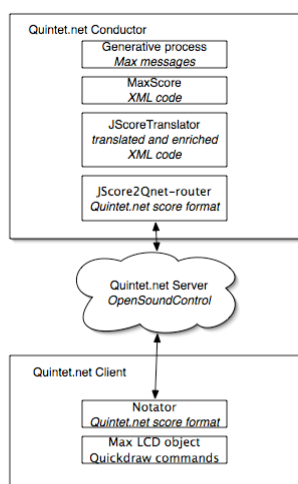 Quintet.net Conductor
Generative process
Max messages
MaxScore
XML code
JScoreTranslator
translated and enriched
XML code
JScore2Qnet-router
Quintet.net score format
Quintet.net Server
OpenSoundControl
Quintet.net Client
Notator
Quintet.net score format
Max LCD object
Quickdraw commands